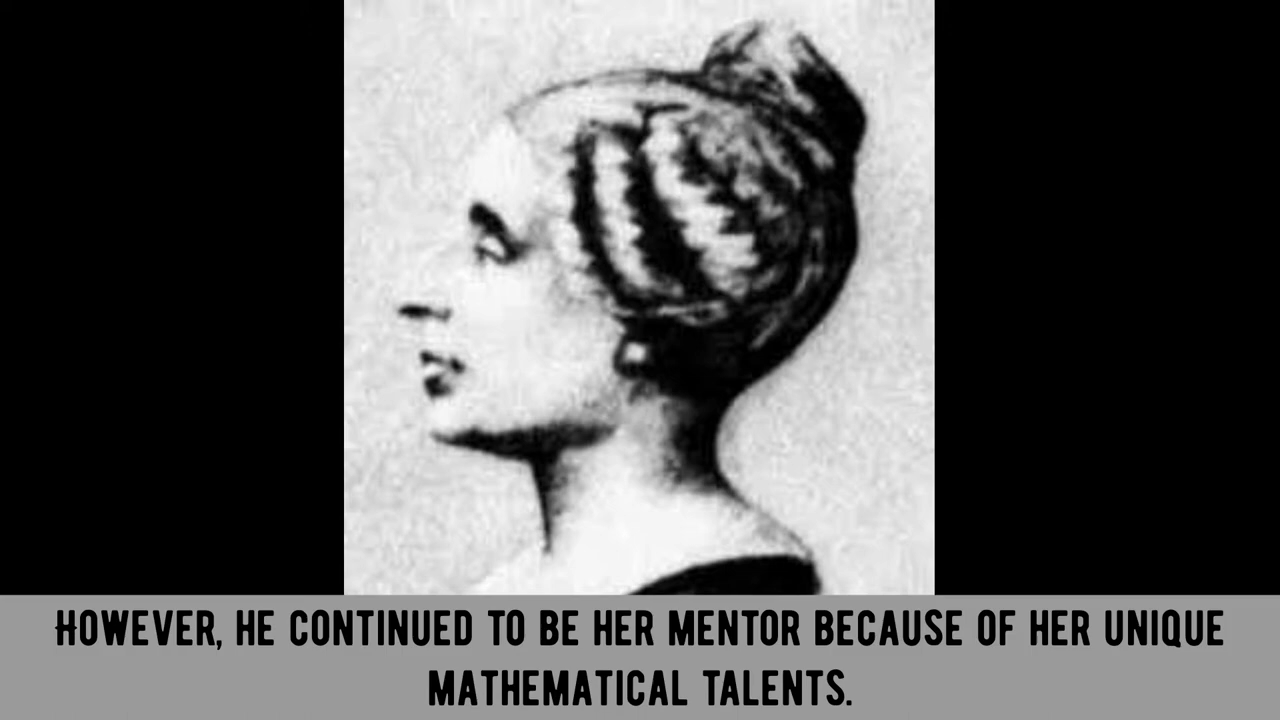 HOWEVER, HE CONTINUED TO BE HER MENTOR BECAUSE OF HER UNIQUE
MATHEMATICAL TALENTS.